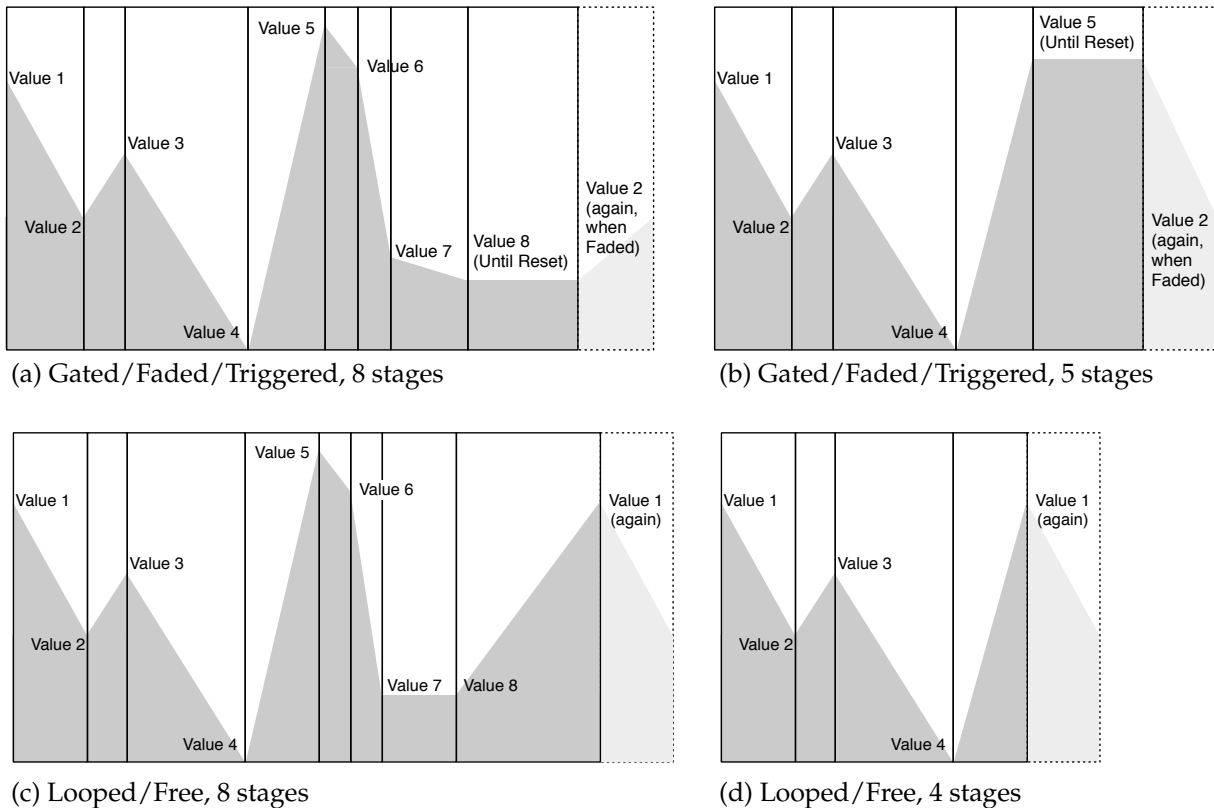 Value 1
Value 2
Value 3
Value 4
Value 5
Value 6
Value 7
Value 8
(Until Reset)
Value 2
(again,
when
Faded)
(a) Gated/Faded/Triggered, 8 stages
Value 1
Value 2
Value 3
Value 4
Value 5
(Until Reset)
Value 2
(again,
when
Faded)
(b) Gated/Faded/Triggered, 5 stages
Value 1
Value 2
Value 3
Value 4
Value 5
Value 6
Value 7
Value 8
Value 1
(again)
(c) Looped/Free, 8 stages
Value 1
Value 2
Value 3
Value 4
Value 1
(again)
(d) Looped/Free, 4 stages